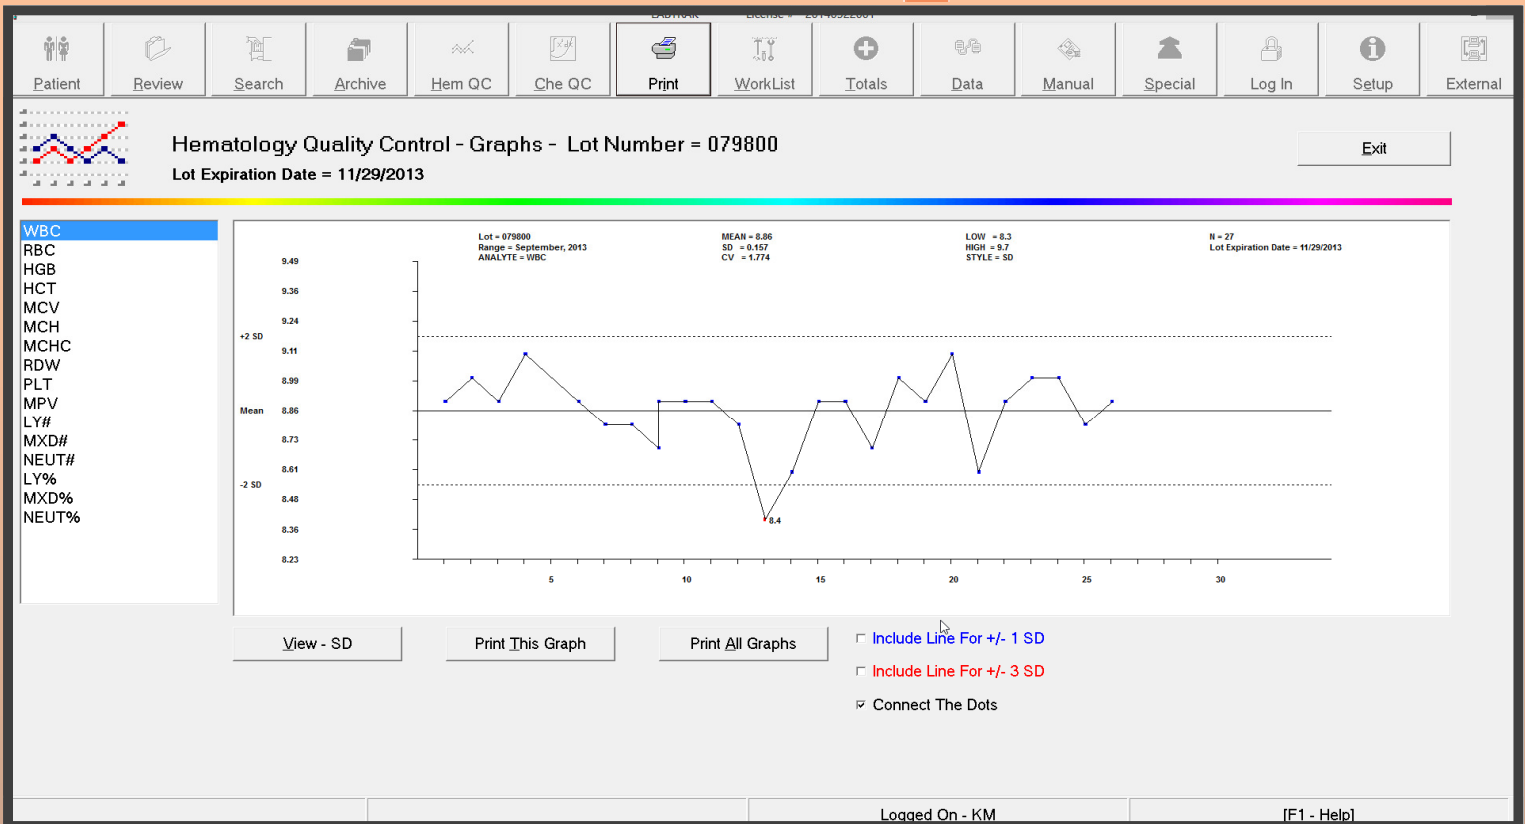 LABTRAK License # 20140522001
Patient Review Search Archive Hem QC Che QC Print WorkList Totals Data Manual Special Log In Setup External
Hematology Quality Control - Graphs - Lot Number = 079800
Exit
Lot Expiration Date = 11/29/2013
WBC
RBC
HGB
HCT
MCV
MCH
MCHC
RDW
PLT
MPV
LY#
MXD#
NEUT#
LY%
MXD%
NEUT%
Lot = 079800 MEAN = 8.86 LOW = 8.3 N = 27
Range = September, 2013 SD = 0.157 HIGH = 9.7 Lot Expiration Date = 11/29/2013
ANALYTE = WBC CV = 1.774 STYLE = SD
9.49
9.36
9.24
+2 SD
9.11
8.99
Mean 8.86
8.73
8.61
-2 SD
8.48
8.4
8.36
8.23
5 10 15 20 25 30
View - SD Print This Graph Print All Graphs
Include Line For +/- 1 SD
Include Line For +/- 3 SD
Connect The Dots
Logged On - KM [F1 - Help]